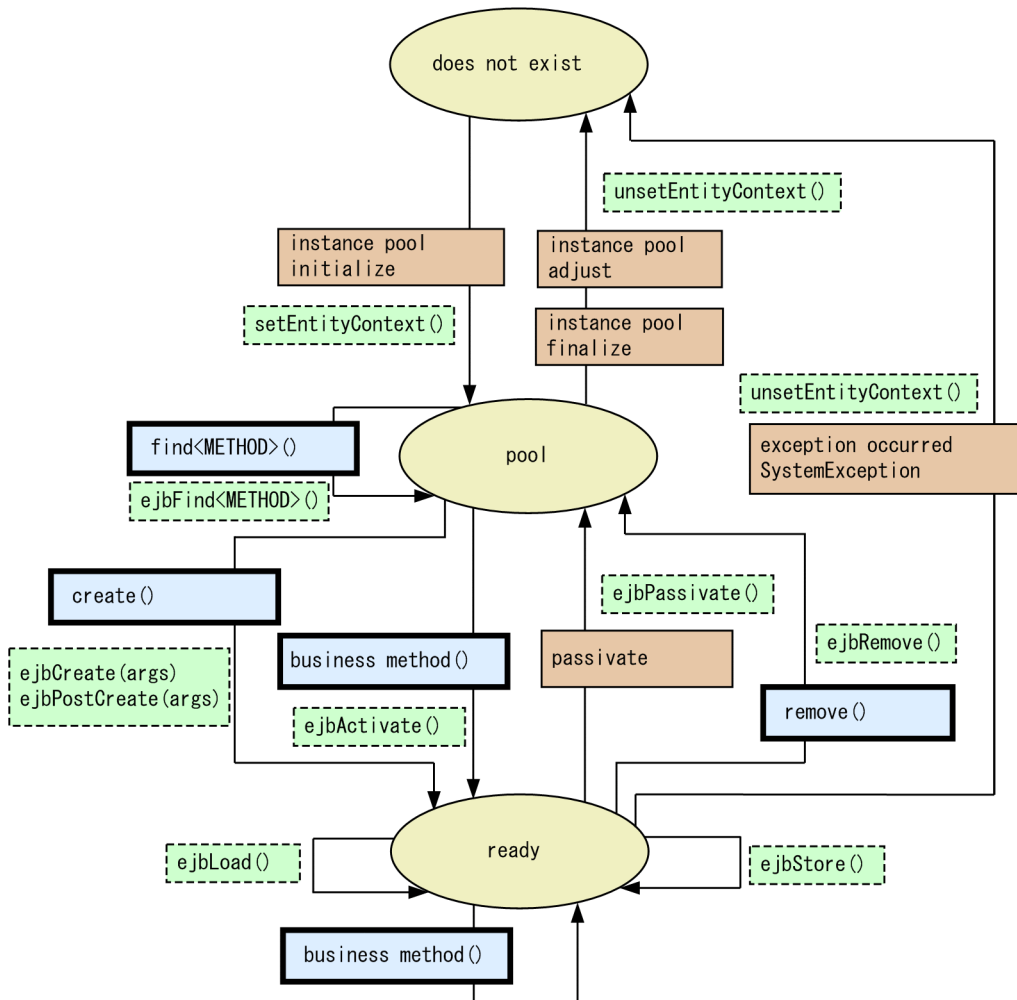 does not exist
unsetEntityContext()
instance pool
initialize
instance pool
adjust
setEntityContext()
instance pool
finalize
unsetEntityContext()
find<METHOD>()
pool
exception occurred
SystemException
ejbFind<METHOD>()
create()
ejbPassivate()
ejbRemove()
business method()
passivate
ejbCreate(args)
ejbPostCreate(args)
ejbActivate()
remove()
ejbLoad()
ready
ejbStore()
business method()